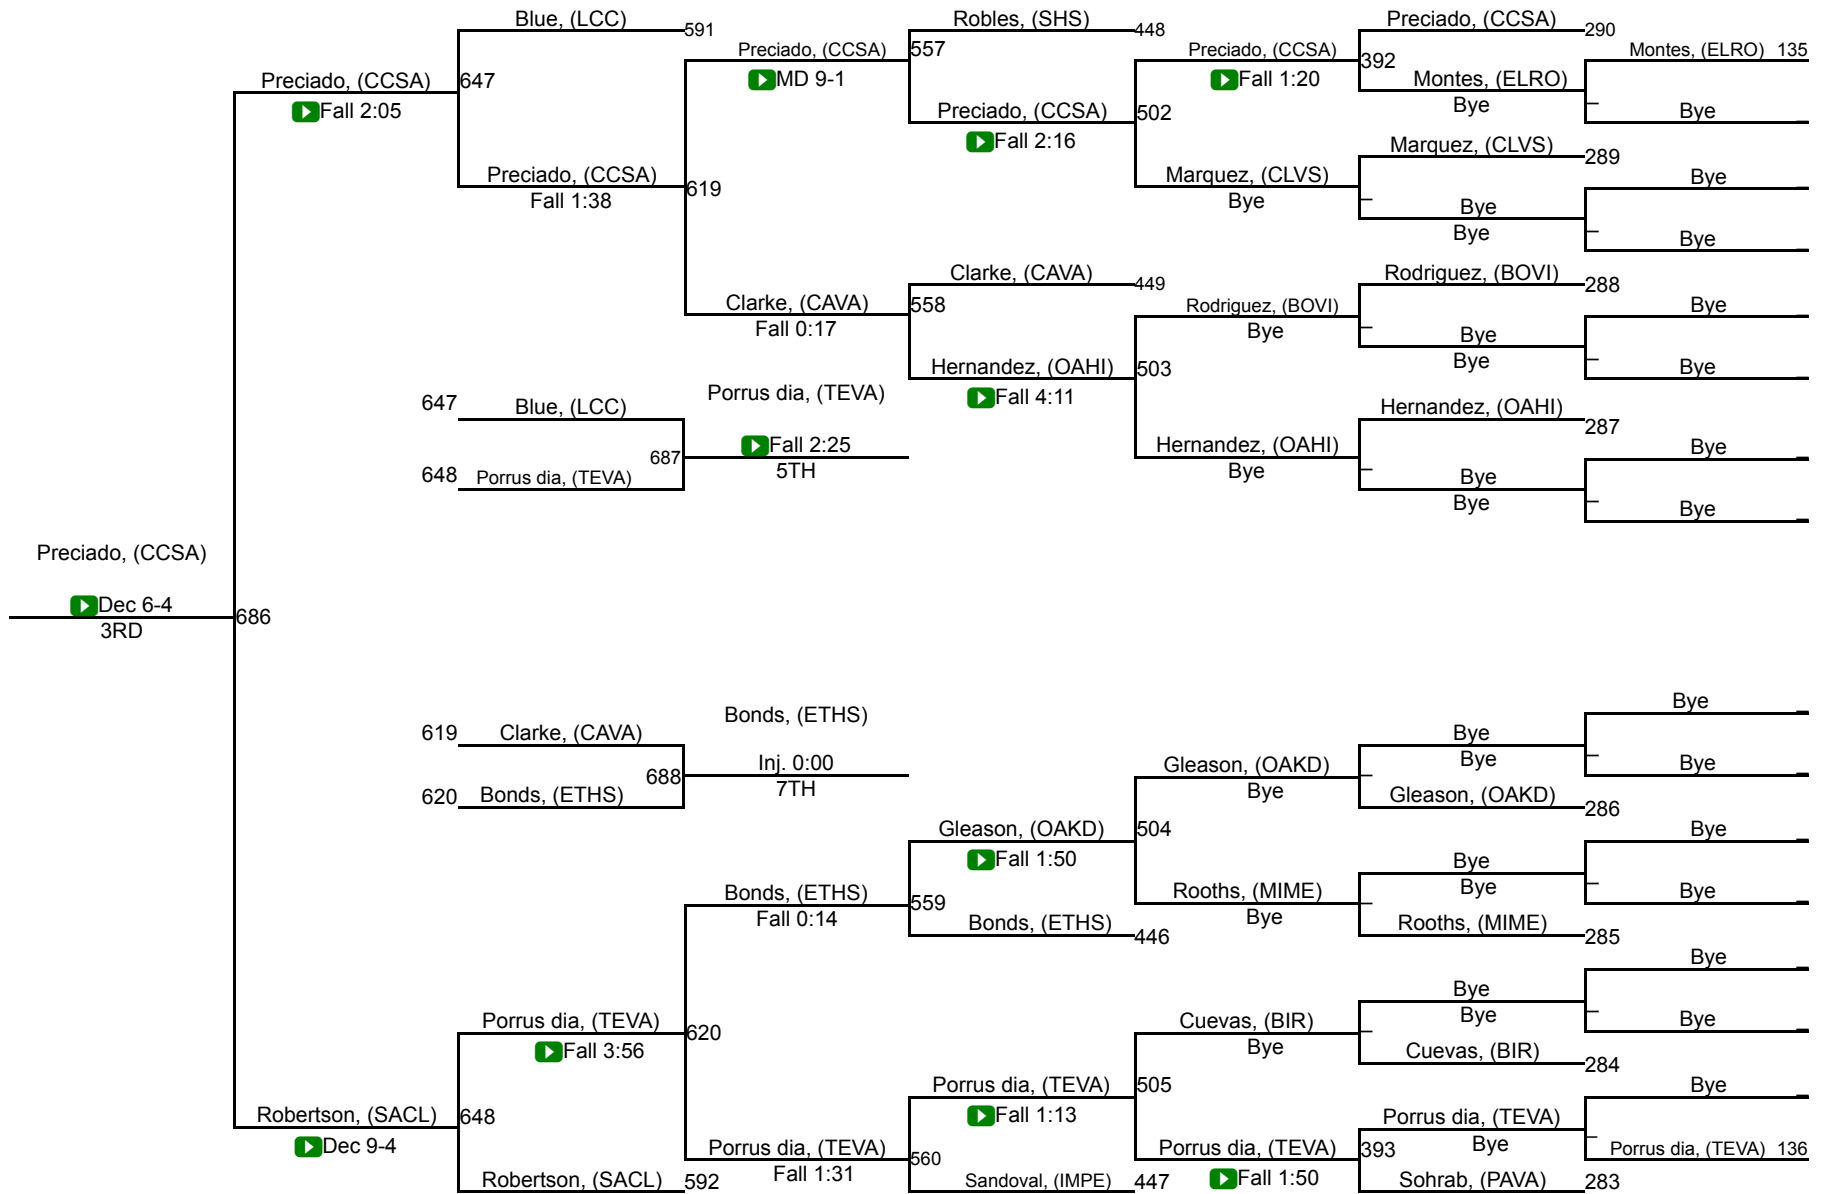 Blue, (LCC)
591
Robles, (SHS)
448
Preciado, (CCSA)
290
Preciado, (CCSA)
557
Preciado, (CCSA)
392
Montes, (ELRO) 135
Preciado, (CCSA)
647
MD 9-1
Fall 1:20
Montes, (ELRO)
Bye
Bye
Fall 2:05
Preciado, (CCSA)
502
Fall 2:16
Marquez, (CLVS)
289
Preciado, (CCSA)
619
Fall 1:38
Marquez, (CLVS)
Bye
Bye
Bye
Bye
Bye
Clarke, (CAVA)
449
Rodriguez, (BOVI)
288
Clarke, (CAVA)
558
Fall 0:17
Rodriguez, (BOVI)
Bye
Bye
Bye
Bye
Hernandez, (OAHI)
503
Fall 4:11
Bye
Porrus dia, (TEVA)
647
Blue, (LCC)
Hernandez, (OAHI)
287
Fall 2:25
687
5TH
Hernandez, (OAHI)
Bye
Bye
648
Porrus dia, (TEVA)
Bye
Bye
Bye
Preciado, (CCSA)
Dec 6-4
686
3RD
Bonds, (ETHS)
Bye
619
Clarke, (CAVA)
Bye
Bye
Inj. 0:00
688
7TH
Gleason, (OAKD)
Bye
Bye
620
Bonds, (ETHS)
Gleason, (OAKD)
286
Gleason, (OAKD)
504
Fall 1:50
Bye
Bye
Bye
Bonds, (ETHS)
559
Fall 0:14
Rooths, (MIME)
Bye
Bye
Bonds, (ETHS)
446
Rooths, (MIME)
285
Bye
Bye
Bye
Porrus dia, (TEVA)
620
Fall 3:56
Cuevas, (BIR)
Bye
Bye
Cuevas, (BIR)
284
Porrus dia, (TEVA)
505
Fall 1:13
Bye
Robertson, (SACL)
648
Dec 9-4
Porrus dia, (TEVA)
Bye
Porrus dia, (TEVA)
560
Fall 1:31
Porrus dia, (TEVA)
393
Fall 1:50
Porrus dia, (TEVA) 136
Robertson, (SACL)
592
Sandoval, (IMPE)
447
Sohrab, (PAVA)
283